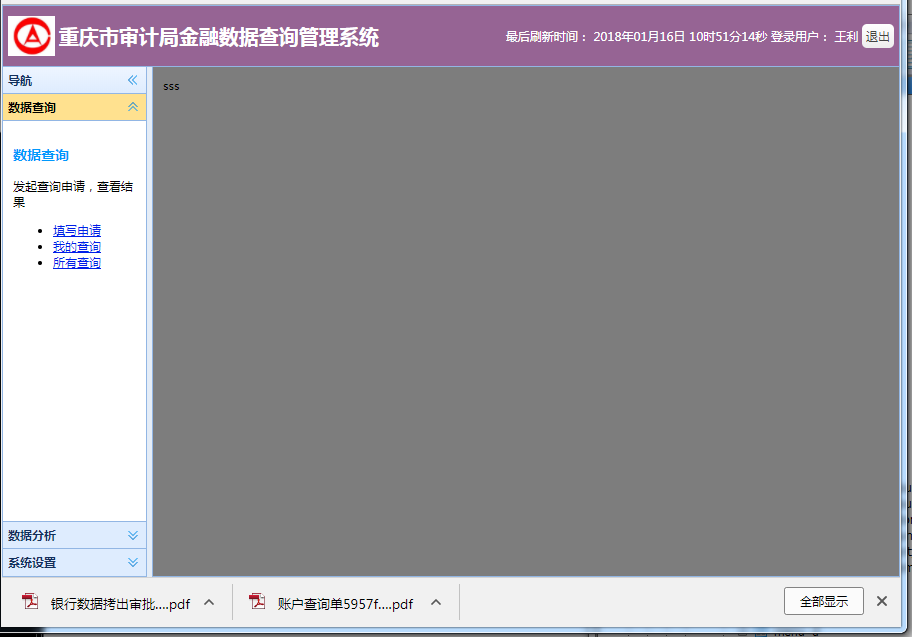 重庆市审计局金融数据查询管理系统
最后刷新时间： 2018年01月16日 10时51分14秒 登录用户： 王利 退出
导航
数据查询
sss
数据查询
发起查询申请，查看结
果
填写申请
我的查询
所有查询
数据分析
系统设置
银行数据拷出审批....pdf
账户查询单5957f....pdf
全部显示